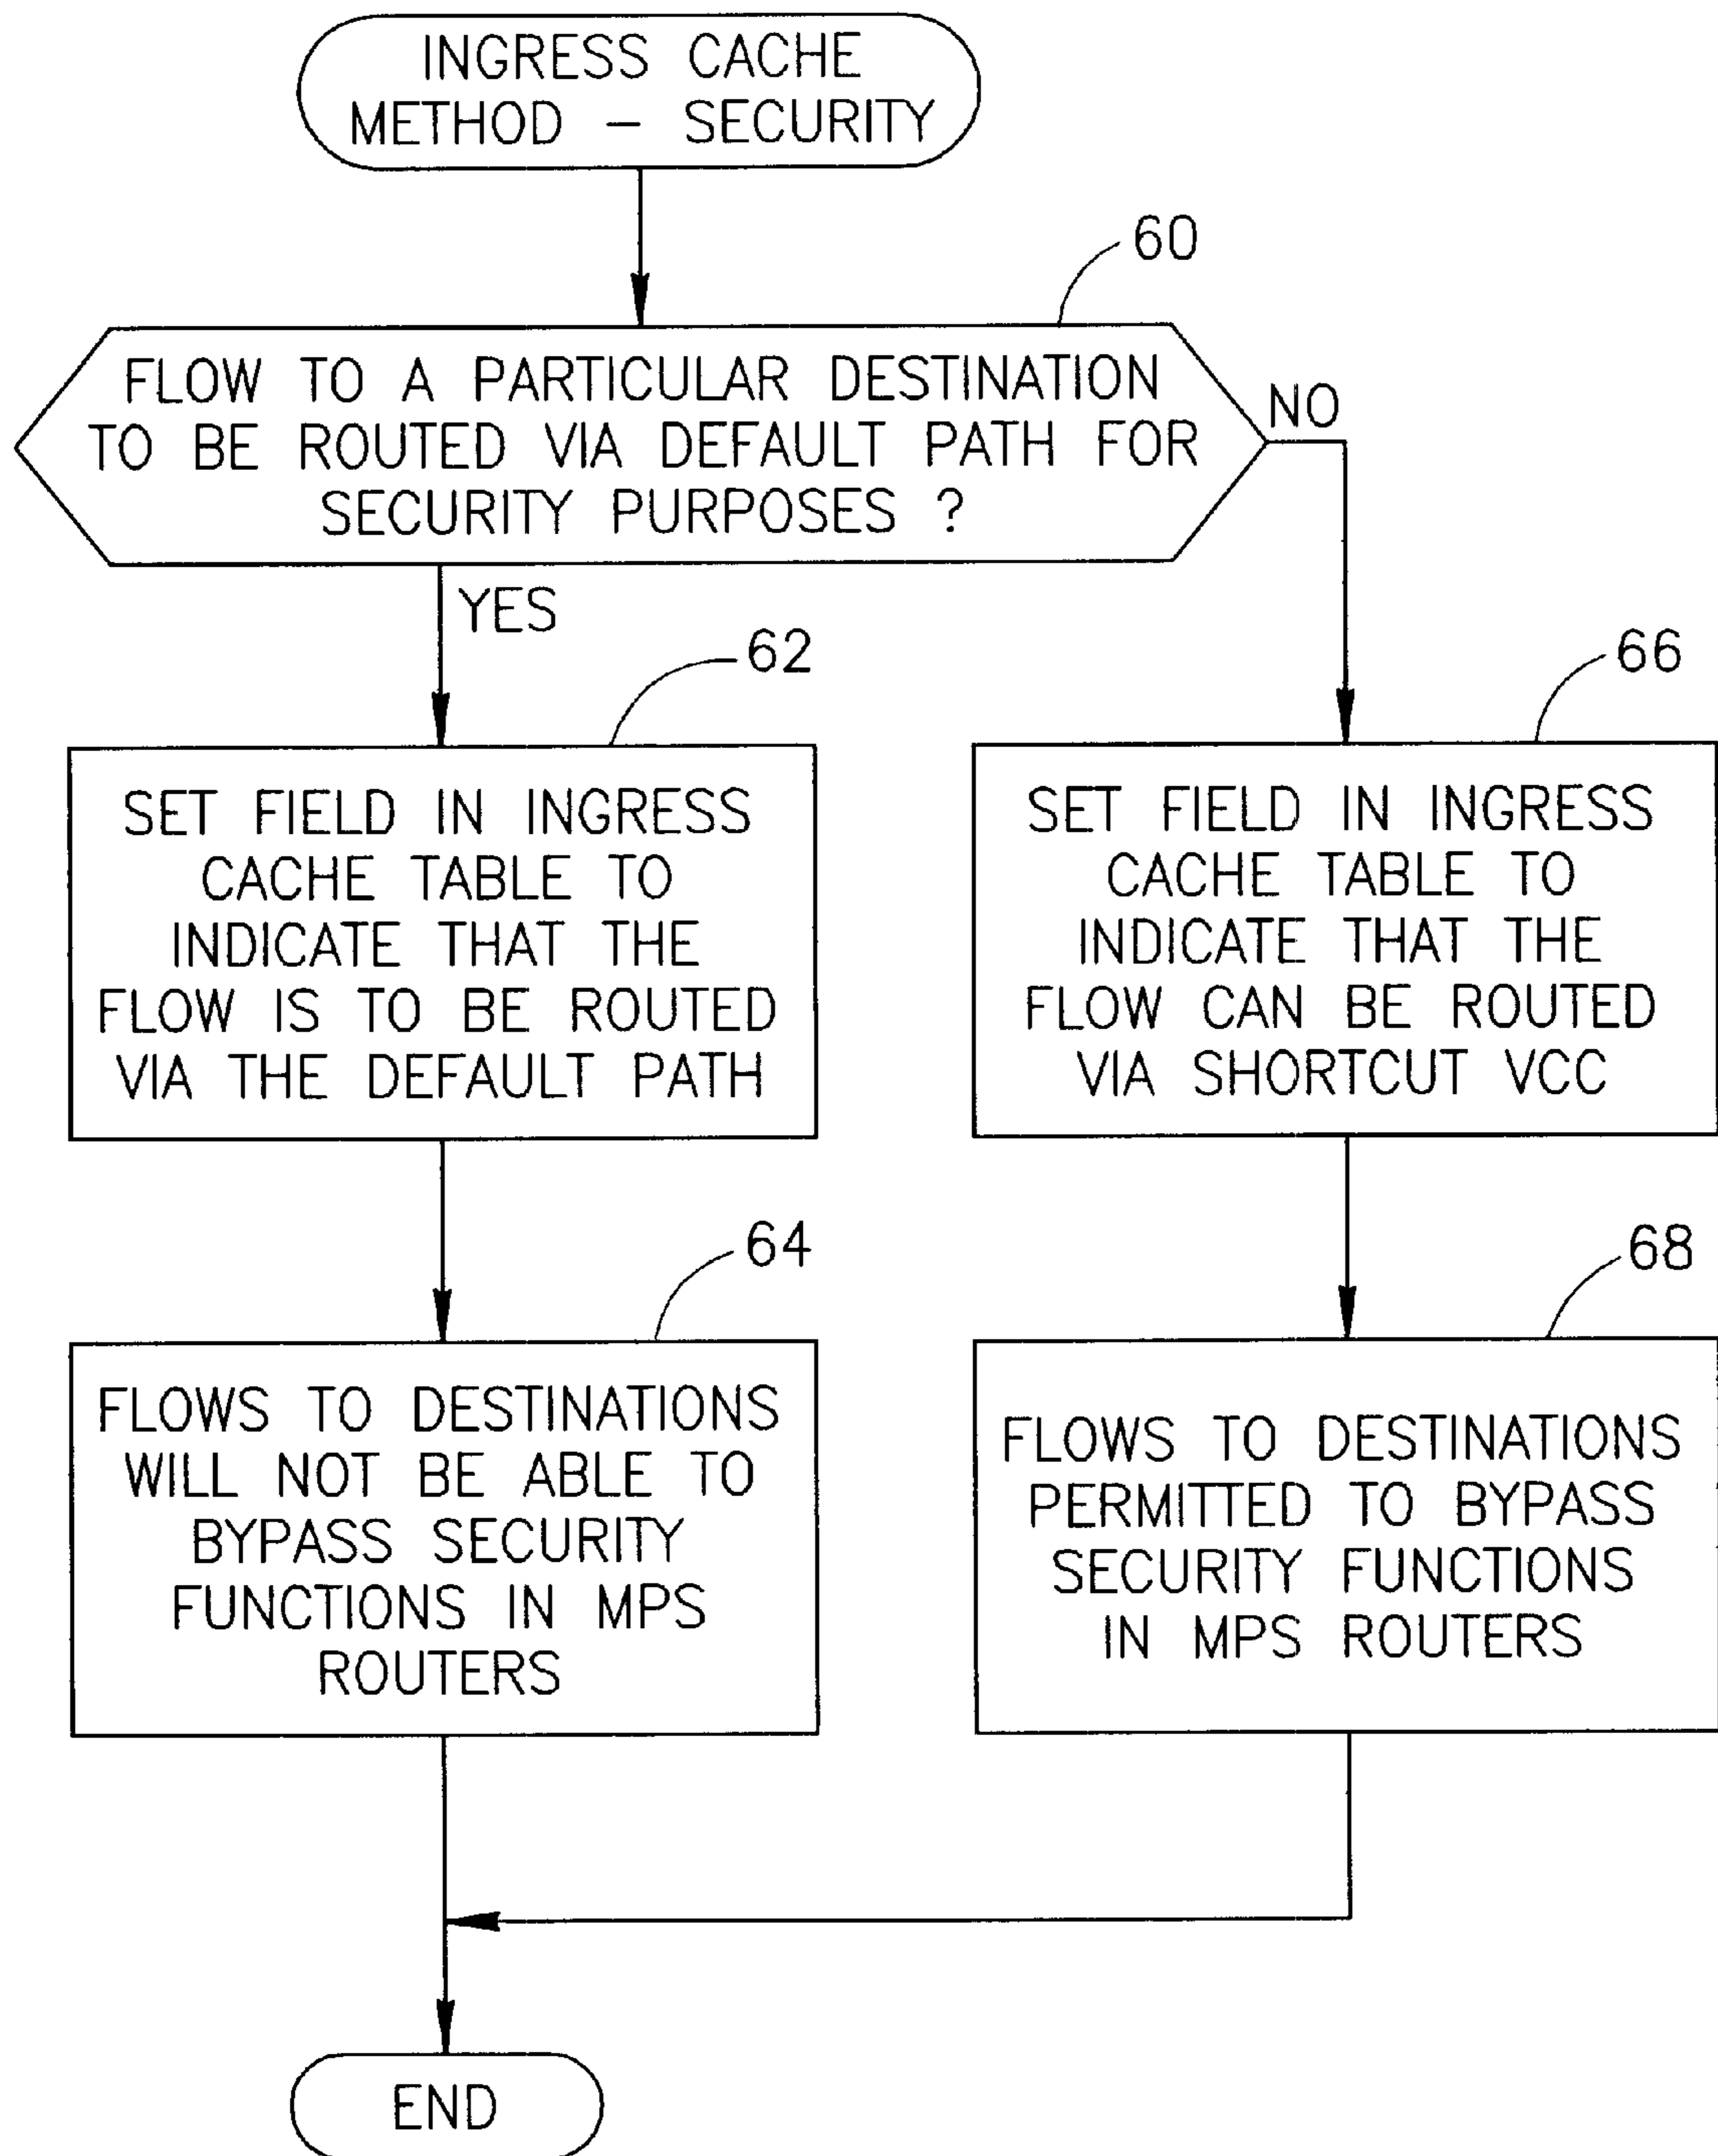 INGRESS CACHE
METHOD – SECURITY
60
FLOW TO A PARTICULAR DESTINATION
TO BE ROUTED VIA DEFAULT PATH FOR
SECURITY PURPOSES ?
NO
YES
62
SET FIELD IN INGRESS
CACHE TABLE TO
INDICATE THAT THE
FLOW IS TO BE ROUTED
VIA THE DEFAULT PATH
66
SET FIELD IN INGRESS
CACHE TABLE TO
INDICATE THAT THE
FLOW CAN BE ROUTED
VIA SHORTCUT VCC
64
FLOWS TO DESTINATIONS
WILL NOT BE ABLE TO
BYPASS SECURITY
FUNCTIONS IN MPS
ROUTERS
68
FLOWS TO DESTINATIONS
PERMITTED TO BYPASS
SECURITY FUNCTIONS
IN MPS ROUTERS
END